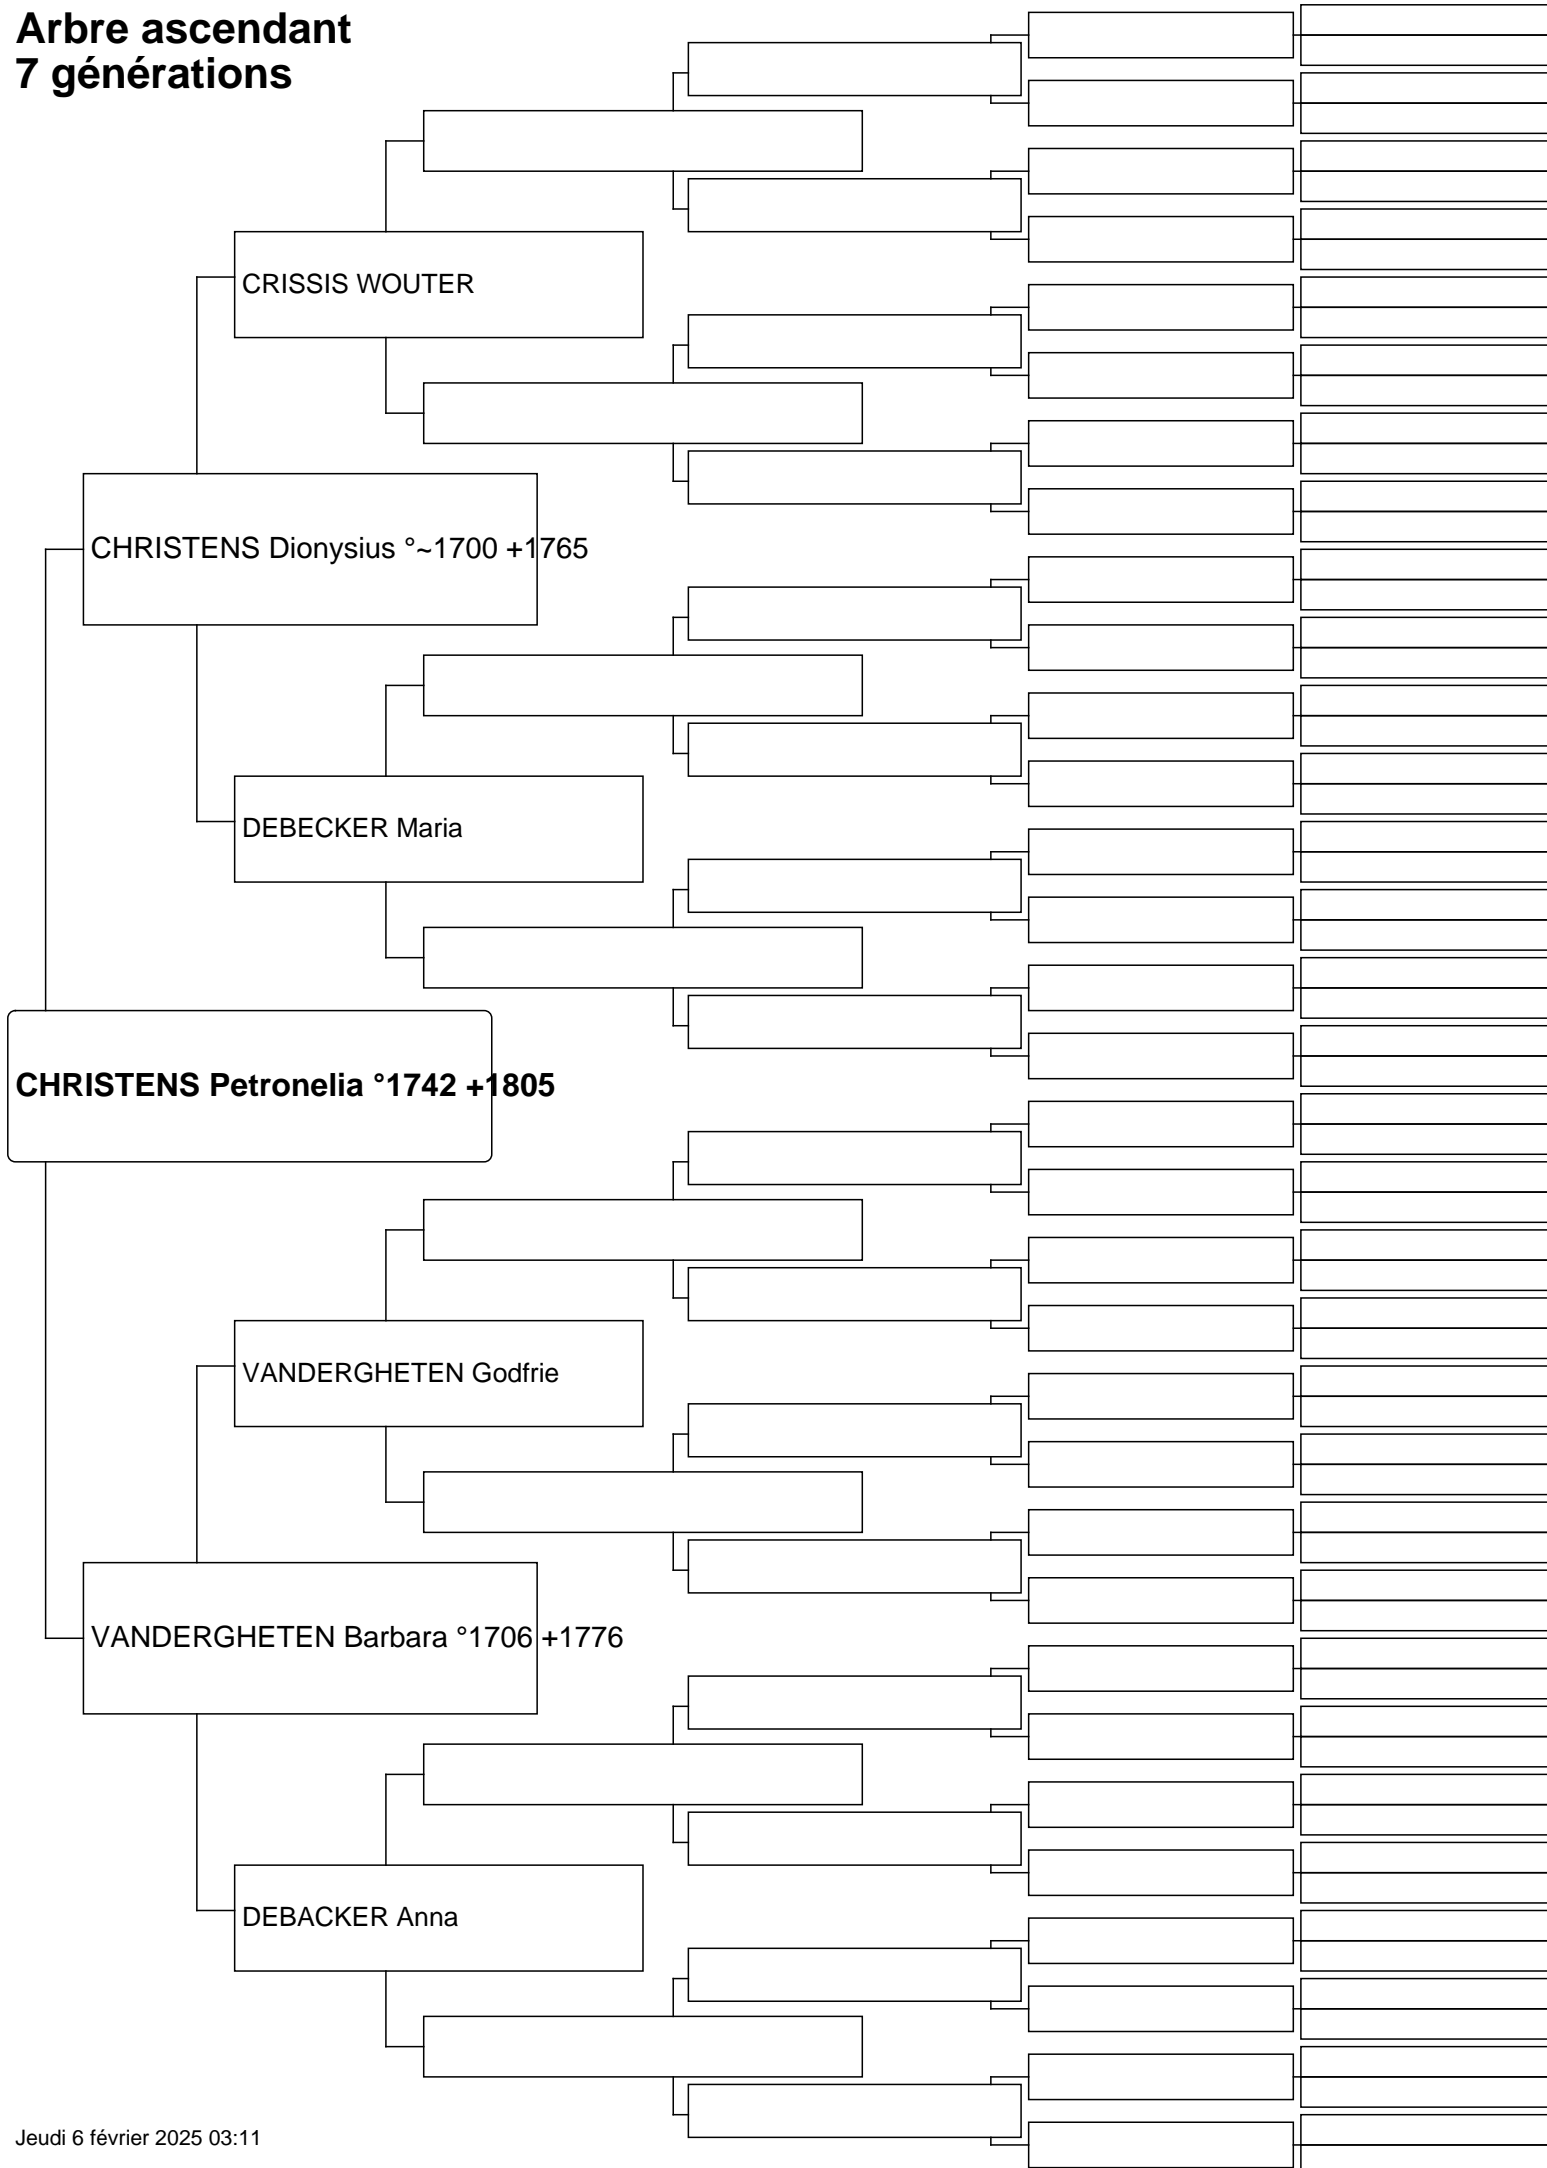 Arbre ascendant
7 générations
CRISSIS WOUTER
CHRISTENS Dionysius °~1700 +1765
DEBECKER Maria
CHRISTENS Petronelia °1742 +1805
VANDERGHETEN Godfrie
VANDERGHETEN Barbara °1706 +1776
DEBACKER Anna
Jeudi 6 février 2025 03:11